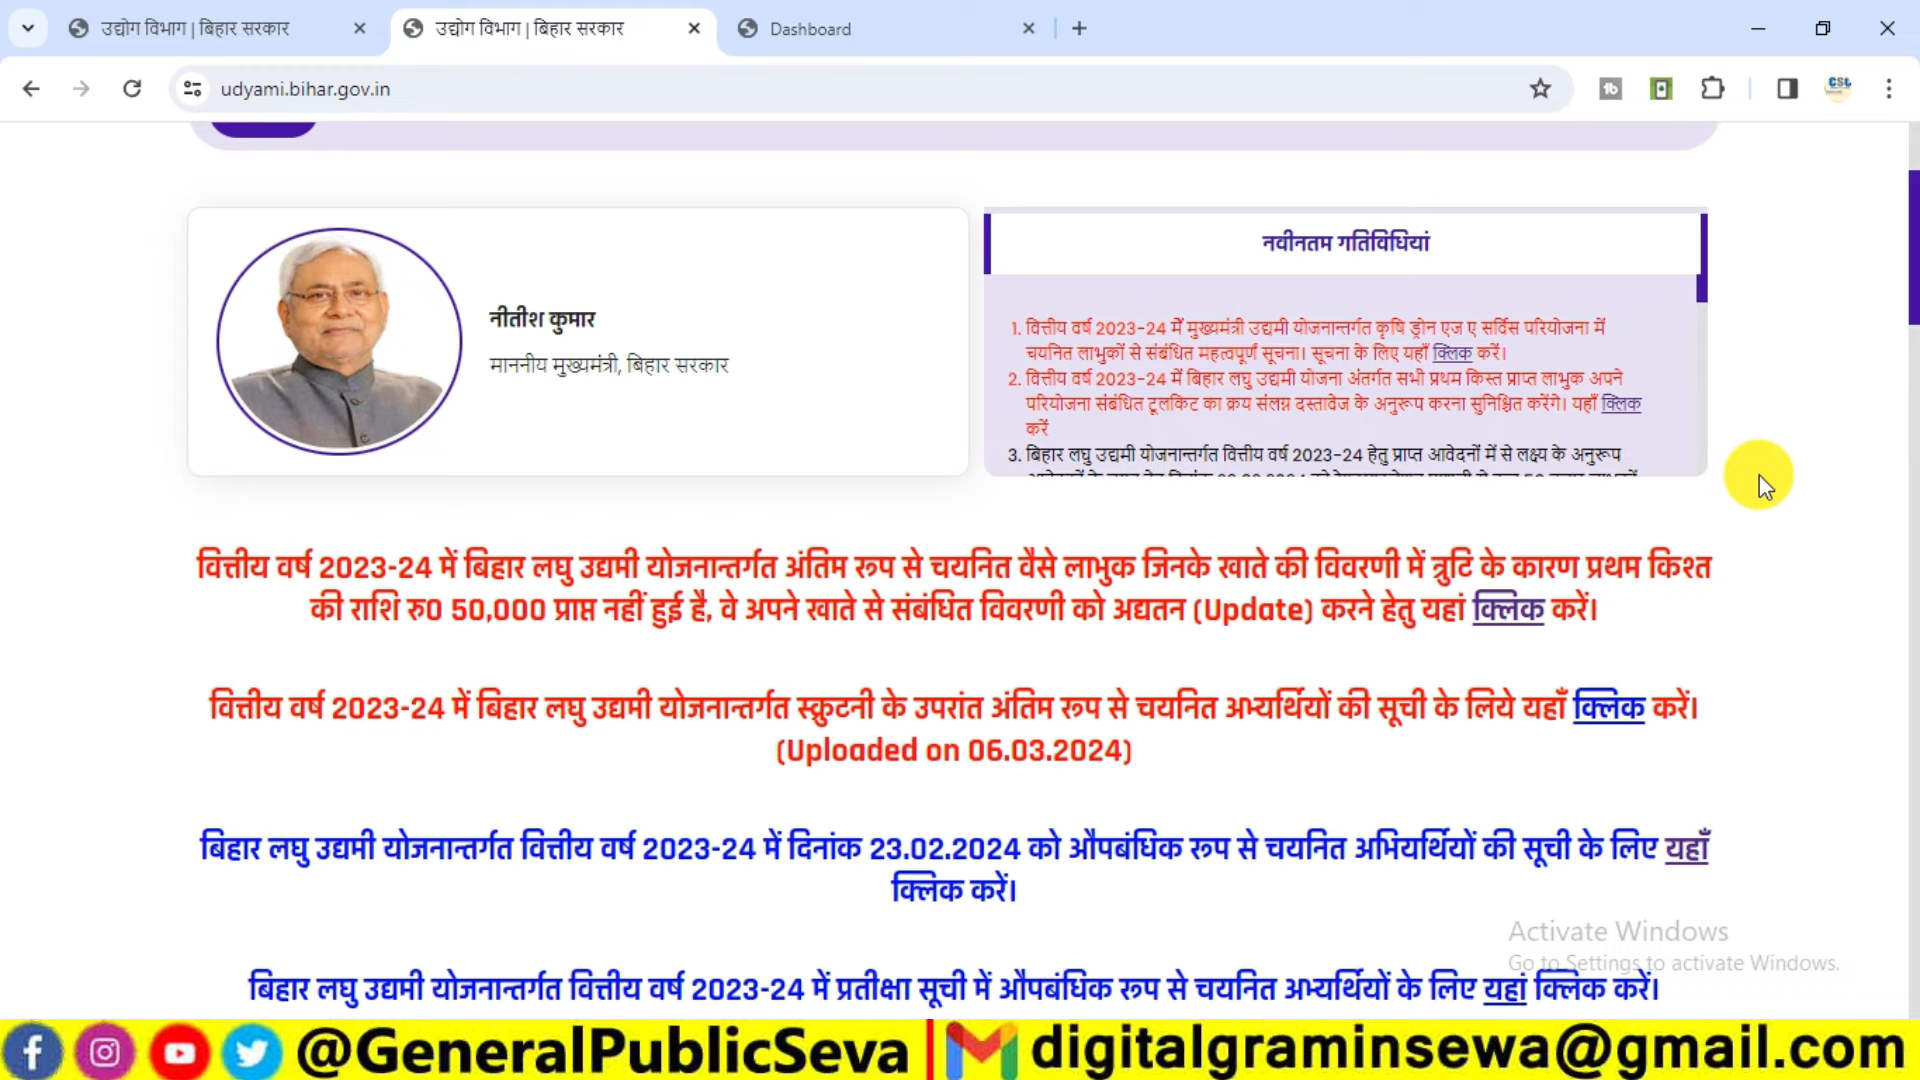 उद्योग विभाग | बिहार सरकार
उद्योग विभाग | बिहार सरकार
Dashboard
udyami.bihar.gov.in
नीतीश कुमार
माननीय मुख्यमंत्री, बिहार सरकार
नवीनतम गतिविधियां
1. वित्तीय वर्ष 2023-24 में मुख्यमंत्री उद्यमी योजनान्तर्गत कृषि ड्रोन एज ए सर्विस परियोजना में
चयनित लाभुकों से संबंधित महत्वपूर्ण सूचना। सूचना के लिए यहाँ क्लिक करें।
2. वित्तीय वर्ष 2023-24 में बिहार लघु उद्यमी योजना अंतर्गत सभी प्रथम किस्त प्राप्त लाभुक अपने
परियोजना संबंधित टूलकिट का क्रय संलग्न दस्तावेज के अनुरूप करना सुनिश्चित करेंगे। यहाँ क्लिक
करें
3. बिहार लघु उद्यमी योजनान्तर्गत वित्तीय वर्ष 2023-24 हेतु प्राप्त आवेदनों में से लक्ष्य के अनुरूप
वित्तीय वर्ष 2023-24 में बिहार लघु उद्यमी योजनान्तर्गत अंतिम रूप से चयनित वैसे लाभुक जिनके खाते की विवरणी में त्रुटि के कारण प्रथम किश्त
की राशि रु0 50,000 प्राप्त नहीं हुई है, वे अपने खाते से संबंधित विवरणी को अद्यतन (Update) करने हेतु यहां क्लिक करें।
वित्तीय वर्ष 2023-24 में बिहार लघु उद्यमी योजनान्तर्गत स्क्रुटनी के उपरांत अंतिम रूप से चयनित अभ्यर्थियों की सूची के लिये यहाँ क्लिक करें।
(Uploaded on 06.03.2024)
बिहार लघु उद्यमी योजनान्तर्गत वित्तीय वर्ष 2023-24 में दिनांक 23.02.2024 को औपबंधिक रूप से चयनित अभियर्थियों की सूची के लिए यहाँ
क्लिक करें।
Activate Windows
Go to Settings to activate Windows.
बिहार लघु उद्यमी योजनान्तर्गत वित्तीय वर्ष 2023-24 में प्रतीक्षा सूची में औपबंधिक रूप से चयनित अभ्यर्थियों के लिए यहां क्लिक करें।
@GeneralPublicSeva
digitalgraminsewa@gmail.com